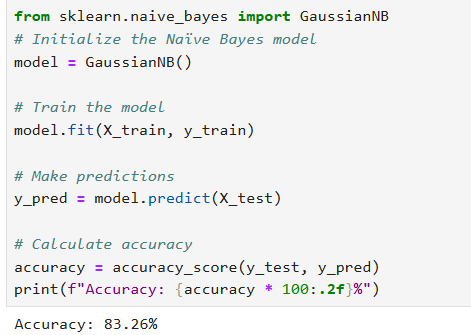 from sklearn.naive_bayes import GaussianNB
# Initialize the Naïve Bayes model
model = GaussianNB()
# Train the model
model.fit(X_train, y_train)
# Make predictions
y_pred = model.predict(X_test)
# Calculate accuracy
accuracy = accuracy_score(y_test, y_pred)
print(f"Accuracy: {accuracy * 100:.2f}%")
Accuracy: 83.26%